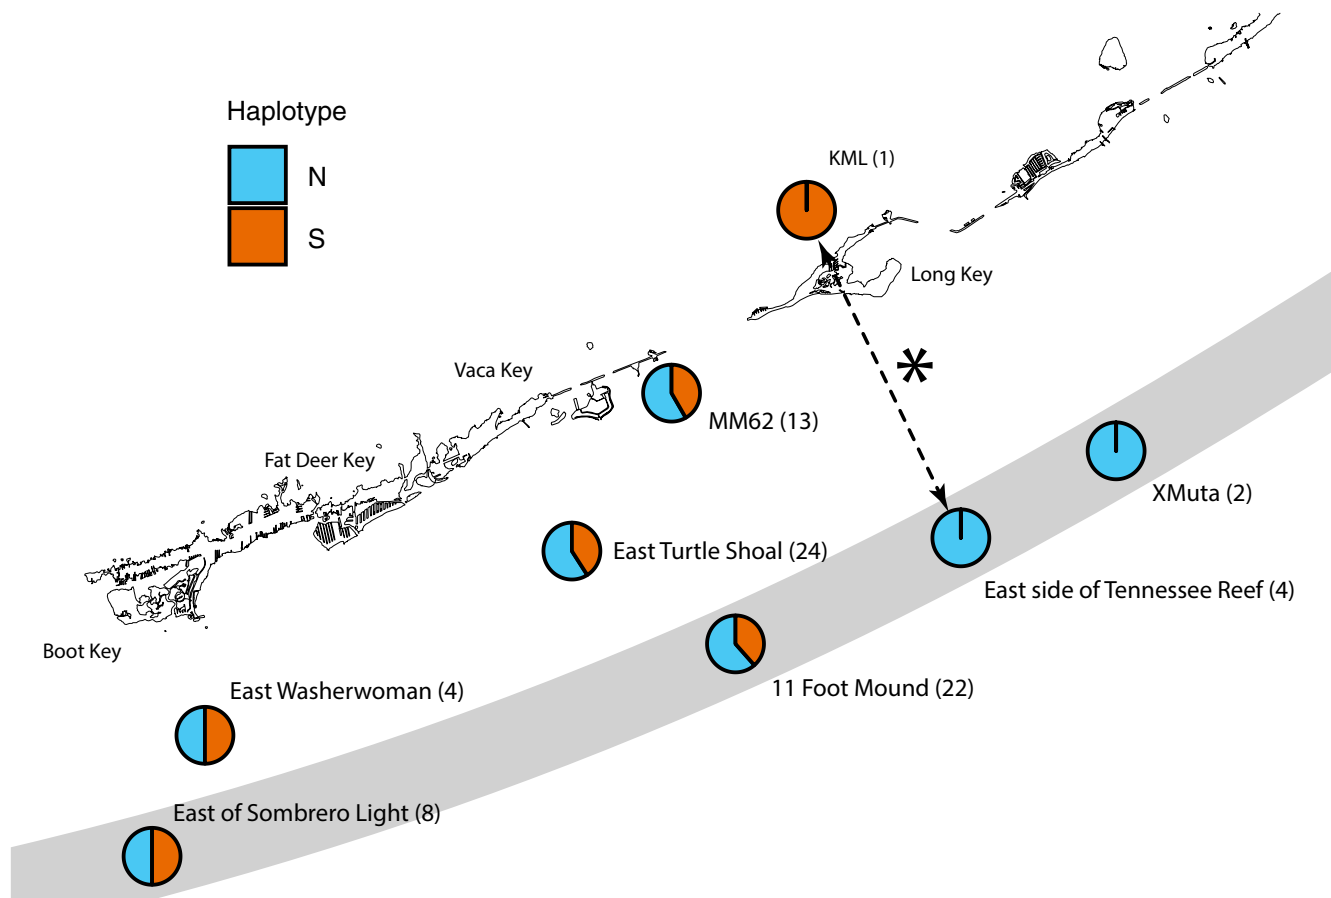 Haplotype
N
S
KML (1)
Long Key
Vaca Key
MM62 (13)
*
Fat Deer Key
XMuta (2)
East Turtle Shoal (24)
East side of Tennessee Reef (4)
Boot Key
East Washerwoman (4)
11 Foot Mound (22)
East of Sombrero Light (8)